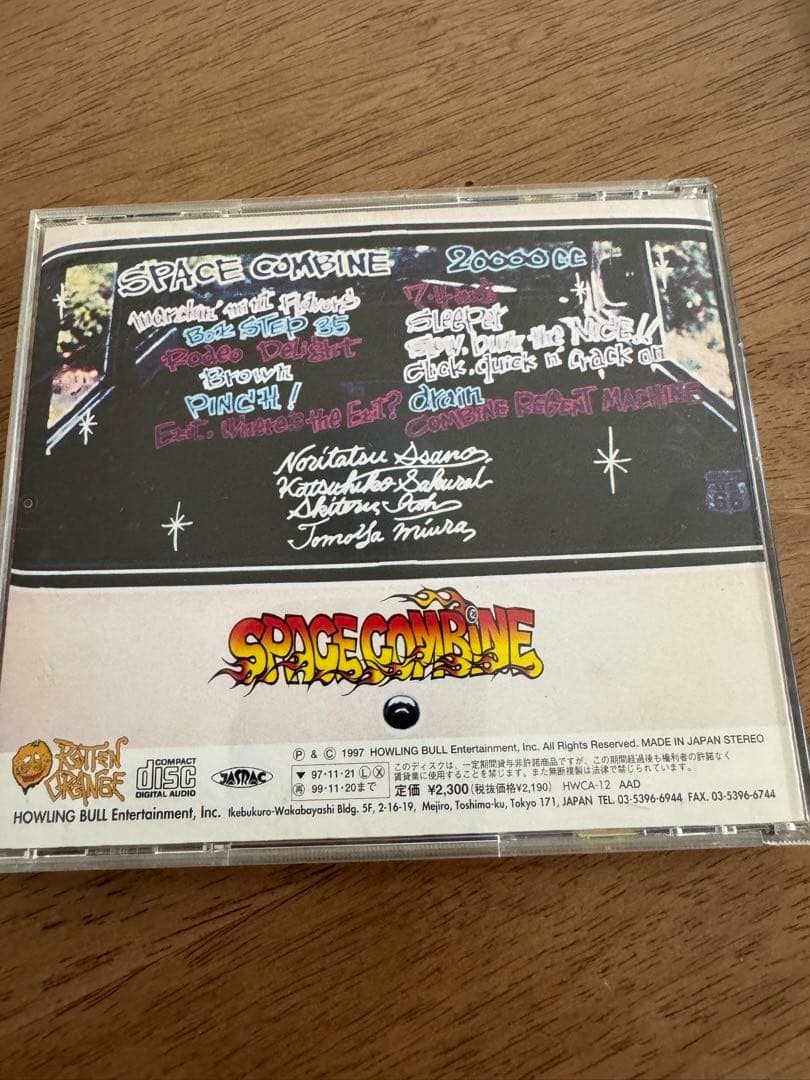 SPACE COMBINE
20000cc
Box STEP 35
Rodeo Delight
Brown
PINCH!
Exit. Where's the Exit?
Sleeper
Click. quick n' Crack on
drain
COMBINE REGENT MACHINE
Noritatsu Asano
Katsuhiko Sakurai
Akiteru Itoh
Tomoya Miura
SPACE COMBINE
ROTTEN ORANGE
COMPACT disc DIGITAL AUDIO
JASRAC
Ⓟ & Ⓒ 1997 HOWLING BULL Entertainment, Inc. All Rights Reserved. MADE IN JAPAN STEREO
▼ 97・11・21 Ⓛ Ⓧ
㊐ 99・11・20まで
このディスクは、一定期間貸与非許諾商品ですが、この期間経過後も権利者の許諾なく
賃貸業に使用することを禁じます。また無断複製は法律で禁じられています。
定価 ¥2,300(税抜価格¥2,190) HWCA-12 AAD
HOWLING BULL Entertainment, Inc. Ikebukuro-Wakabayashi Bldg. 5F, 2-16-19, Mejiro, Toshima-ku, Tokyo 171, JAPAN TEL. 03-5396-6944 FAX. 03-5396-6744